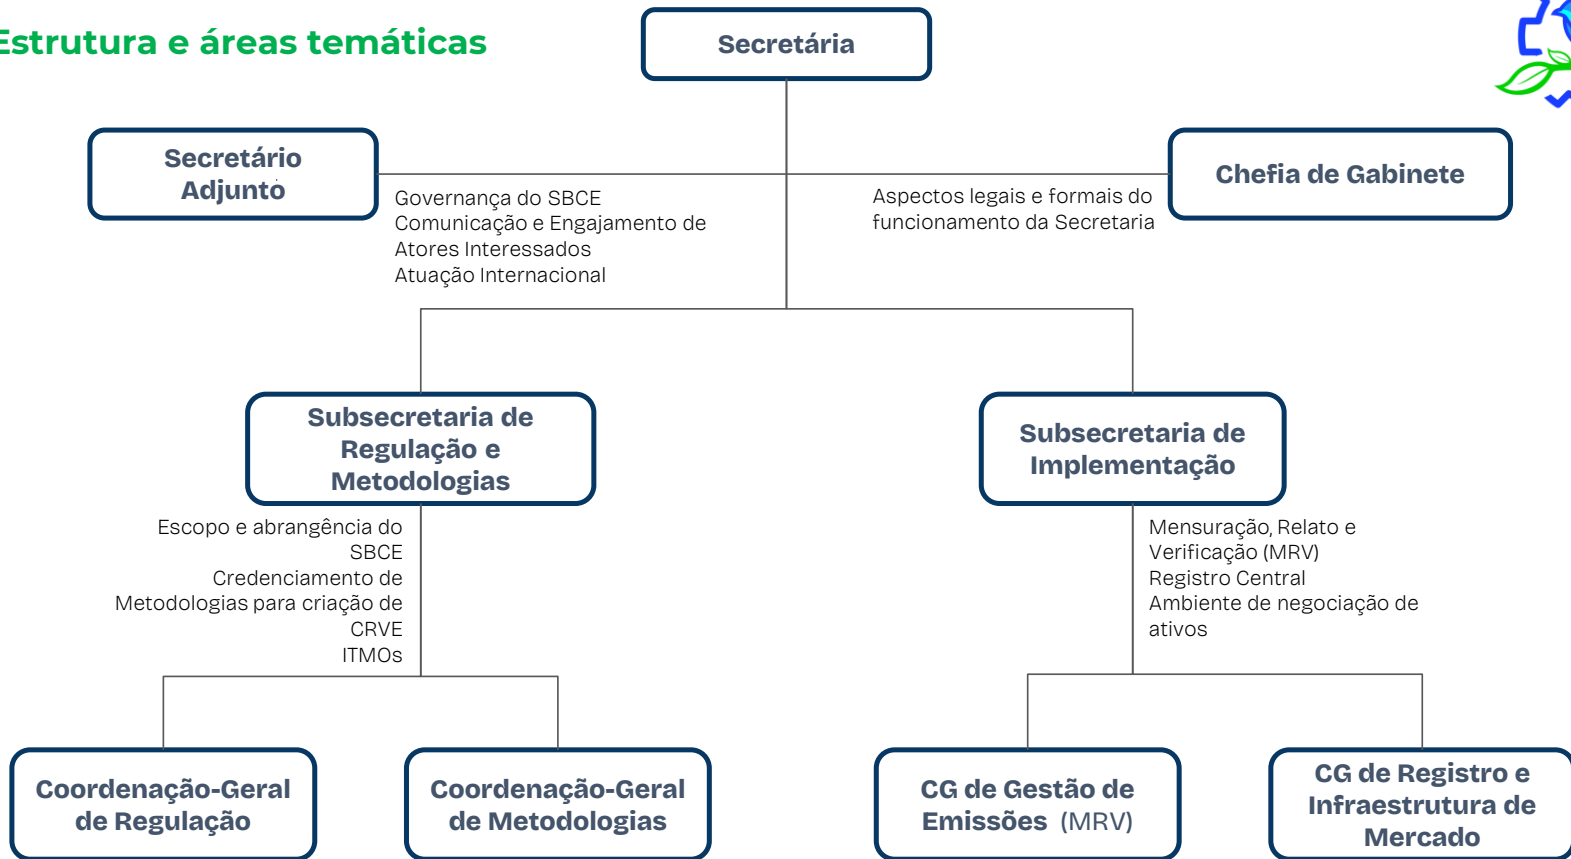 Estrutura e áreas temáticas
Secretária
Secretário
Adjunto
Chefia de Gabinete
Governança do SBCE
Comunicação e Engajamento de
Atores Interessados
Atuação Internacional
Aspectos legais e formais do
funcionamento da Secretaria
Subsecretaria de
Regulação e
Metodologias
Subsecretaria de
Implementação
Escopo e abrangência do
SBCE
Credenciamento de
Metodologias para criação de
CRVE
ITMOs
Mensuração, Relato e
Verificação (MRV)
Registro Central
Ambiente de negociação de
ativos
Coordenação-Geral
de Regulação
Coordenação-Geral
de Metodologias
CG de Gestão de
Emissões (MRV)
CG de Registro e
Infraestrutura de
Mercado